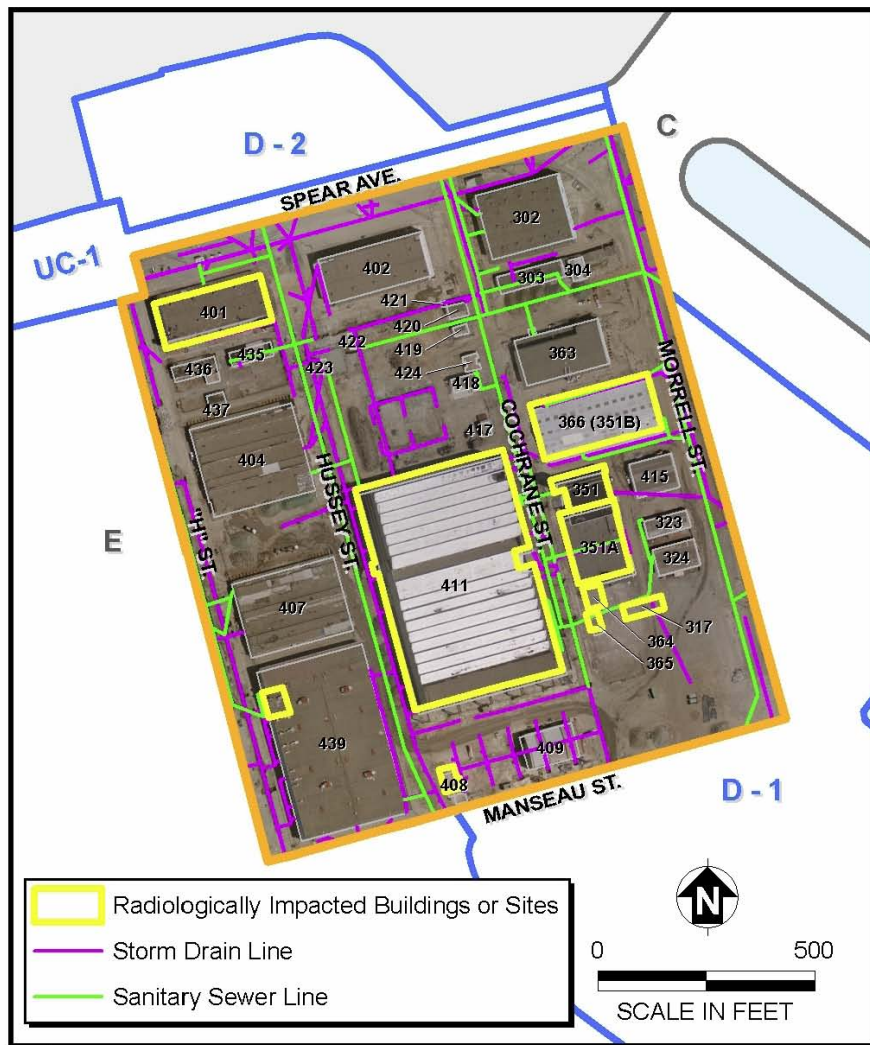 C
D - 2
SPEAR AVE.
UC-1
302
402
303
304
401
421
420
422
419
435
363
436
423
424
418
MORRELL ST.
437
COCHRANE ST.
366 (351B)
417
404
HUSSEY ST.
351
415
"H" ST.
323
E
351A
324
411
407
317
364
365
439
409
408
MANSEAU ST.
D - 1
Radiologically Impacted Buildings or Sites
Storm Drain Line
Sanitary Sewer Line
N
0 500
SCALE IN FEET